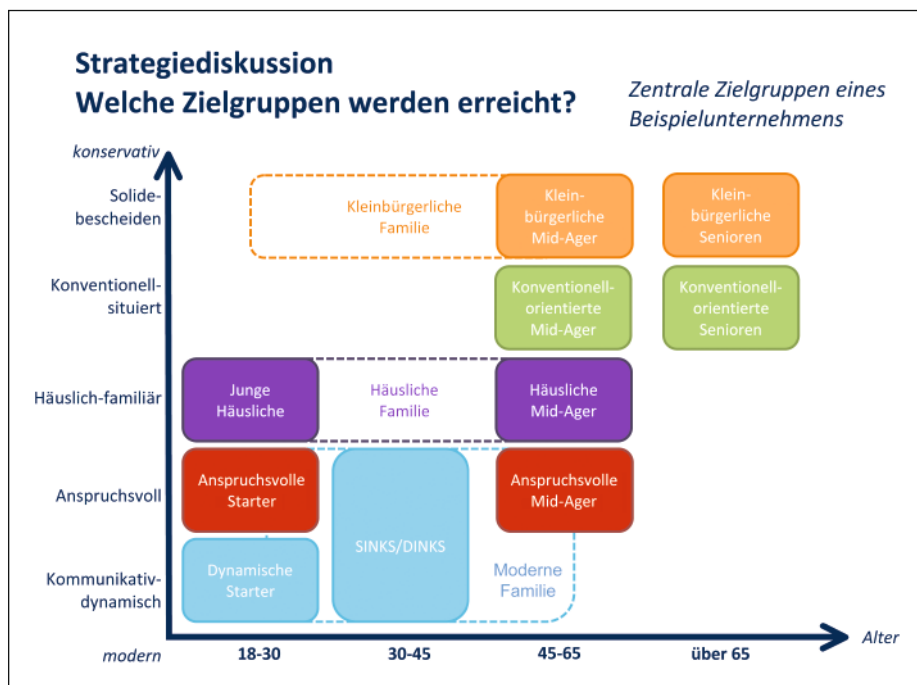 Strategiediskussion
Welche Zielgruppen werden erreicht?
Zentrale Zielgruppen eines
Beispielunternehmens
konservativ
Solide-
bescheiden
Kleinbürgerliche
Familie
Klein-
bürgerliche
Mid-Ager
Klein-
bürgerliche
Senioren
Konventionell-
situiert
Konventionell-
orientierte
Mid-Ager
Konventionell-
orientierte
Senioren
Häuslich-familiär
Junge
Häusliche
Häusliche
Familie
Häusliche
Mid-Ager
Anspruchsvoll
Anspruchsvolle
Starter
Anspruchsvolle
Mid-Ager
SINKS/DINKS
Kommunikativ-
dynamisch
Dynamische
Starter
Moderne
Familie
modern
18-30
30-45
45-65
über 65
Alter